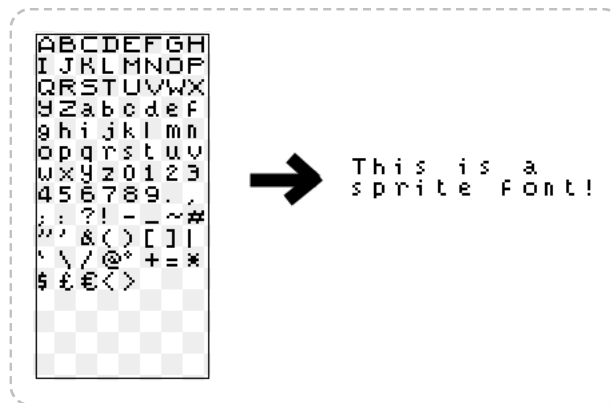 ABCDEFGH
IJKLMNOP
QRSTUVWX
YZabcdef
ghijklmn
opqrstuv
wxyz0123
456789.,
;:?!-_~#
"'&()[]|
`\/@°+=*
$£€<>
This is a
sprite font!